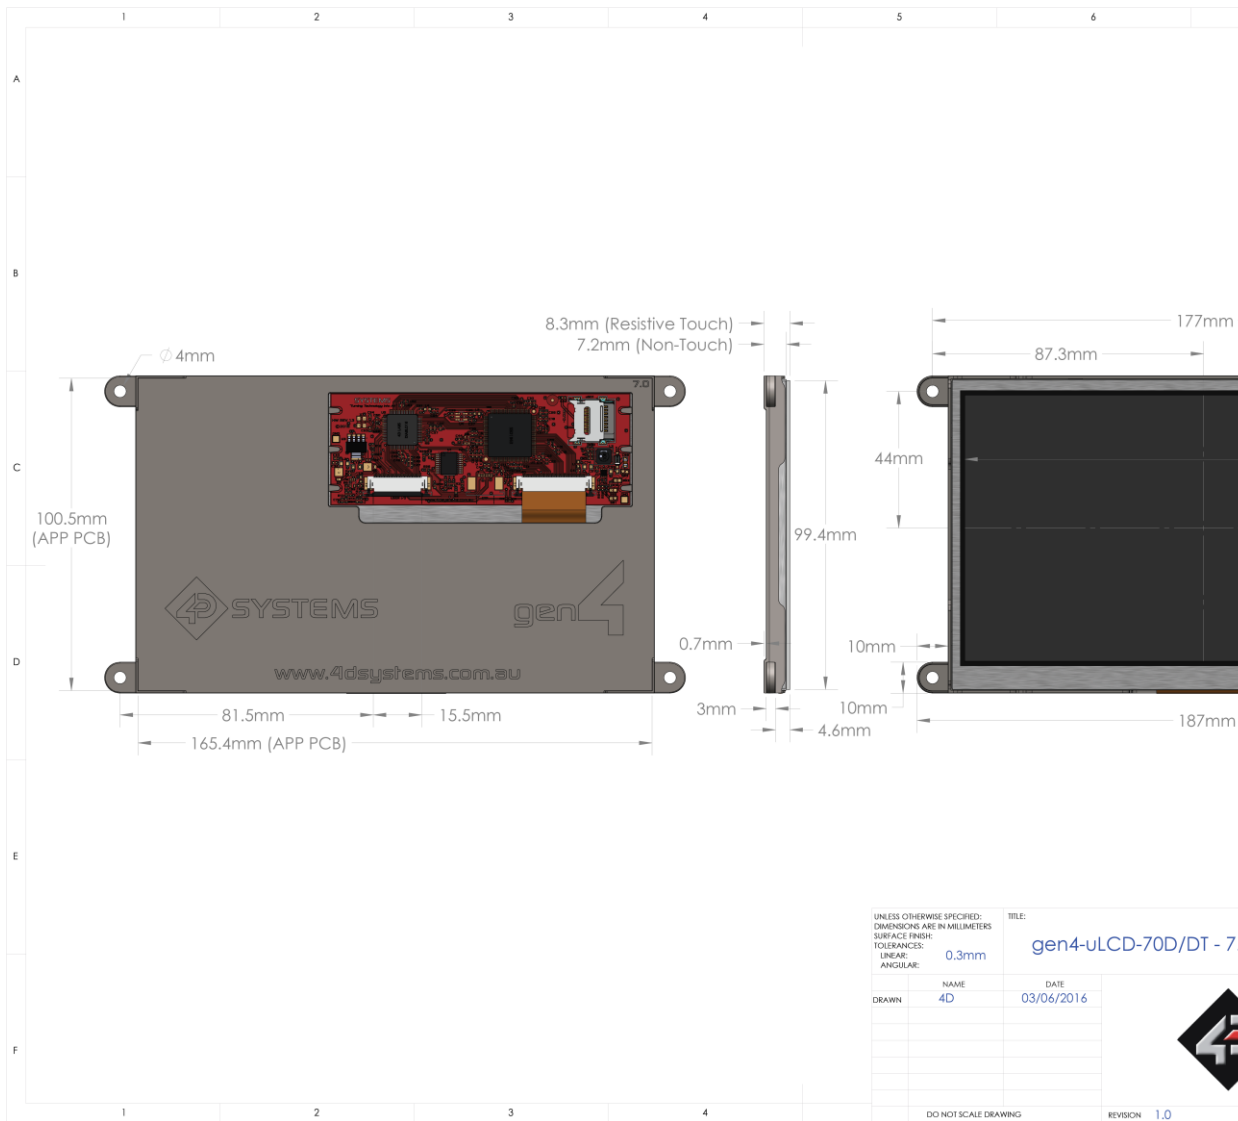 1 2 3 4 5 6
A
B
C
D
E
F
8.3mm (Resistive Touch)
7.2mm (Non-Touch)
177mm
87.3mm
Ø 4mm
7.0
SYSTEMS
44mm
100.5mm
(APP PCB)
99.4mm
4D SYSTEMS
gen4
0.7mm
10mm
www.4dsystems.com.au
81.5mm
15.5mm
3mm
10mm
187mm
165.4mm (APP PCB)
4.6mm
UNLESS OTHERWISE SPECIFIED:
DIMENSIONS ARE IN MILLIMETERS
SURFACE FINISH:
TOLERANCES:
LINEAR: 0.3mm
ANGULAR:
TITLE:
gen4-uLCD-70D/DT - 7
NAME DATE
DRAWN 4D 03/06/2016
4
1 2 3 4
DO NOT SCALE DRAWING
REVISION 1.0